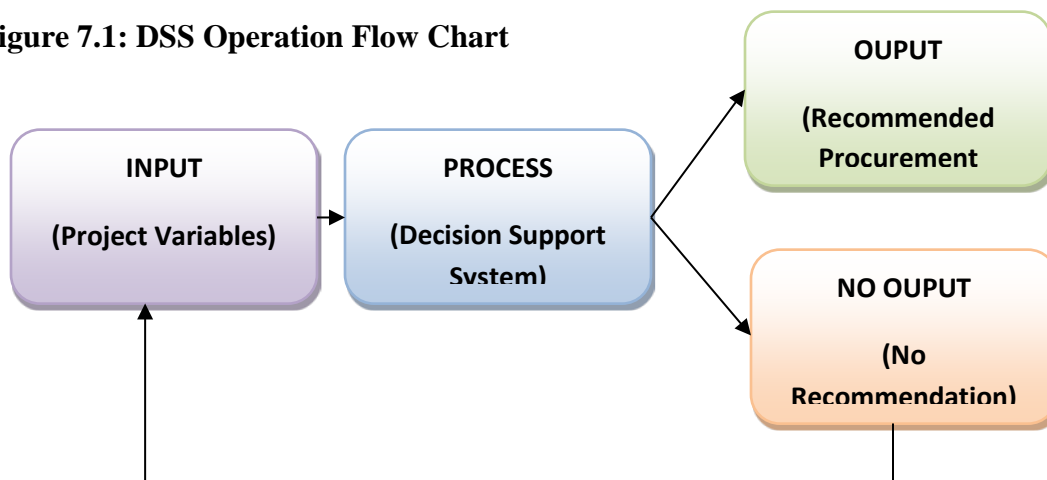 igure 7.1: DSS Operation Flow Chart
INPUT
(Project Variables)
PROCESS
(Decision Support
System)
OUPUT
(Recommended
Procurement
NO OUPUT
(No
Recommendation)